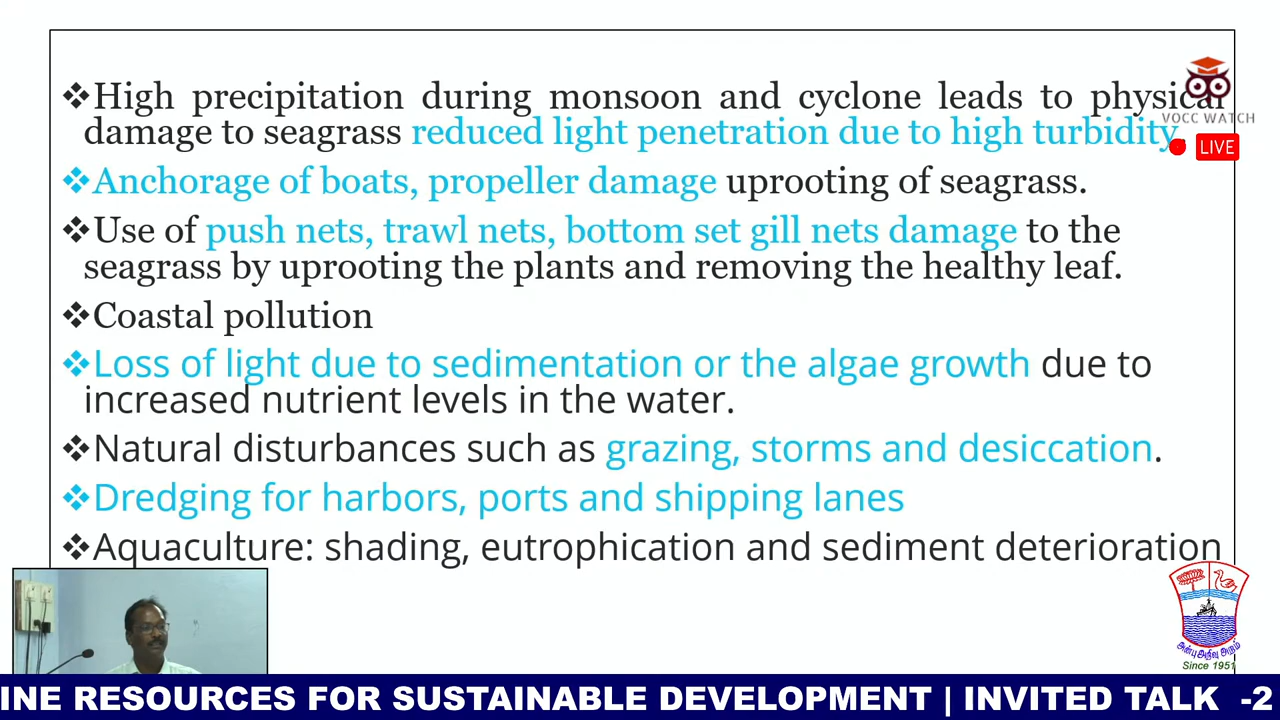 ❖High precipitation during monsoon and cyclone leads to physical
damage to seagrass reduced light penetration due to high turbidity.
❖Anchorage of boats, propeller damage uprooting of seagrass.
❖Use of push nets, trawl nets, bottom set gill nets damage to the
seagrass by uprooting the plants and removing the healthy leaf.
❖Coastal pollution
❖Loss of light due to sedimentation or the algae growth due to
increased nutrient levels in the water.
❖Natural disturbances such as grazing, storms and desiccation.
❖Dredging for harbors, ports and shipping lanes
❖Aquaculture: shading, eutrophication and sediment deterioration
VOCC WATCH
LIVE
அன்பு அறிவு அறம்
Since 1951
INE RESOURCES FOR SUSTAINABLE DEVELOPMENT | INVITED TALK -2